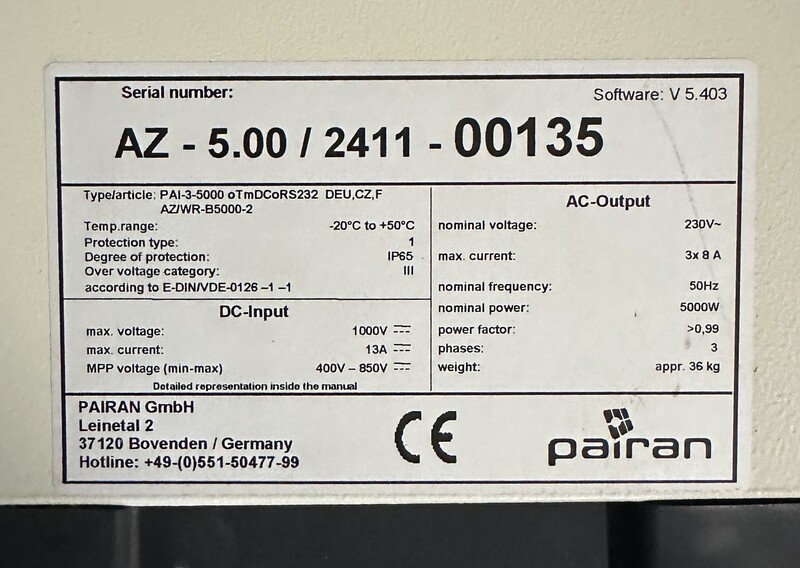 Serial number:
Software: V 5.403
AZ - 5.00 / 2411 - 00135
Type/article: PAI-3-5000 oTmDCoRS232 DEU,CZ,F
AZ/WR-B5000-2
Temp.range: -20°C to +50°C
Protection type: 1
Degree of protection: IP65
Over voltage category: III
according to E-DIN/VDE-0126 –1 –1
DC-Input
max. voltage: 1000V
max. current: 13A
MPP voltage (min-max) 400V – 850V
Detailed representation inside the manual
AC-Output
nominal voltage: 230V~
max. current: 3x 8 A
nominal frequency: 50Hz
nominal power: 5000W
power factor: >0,99
phases: 3
weight: appr. 36 kg
PAIRAN GmbH
Leinetal 2
37120 Bovenden / Germany
Hotline: +49-(0)551-50477-99
CE
pairan